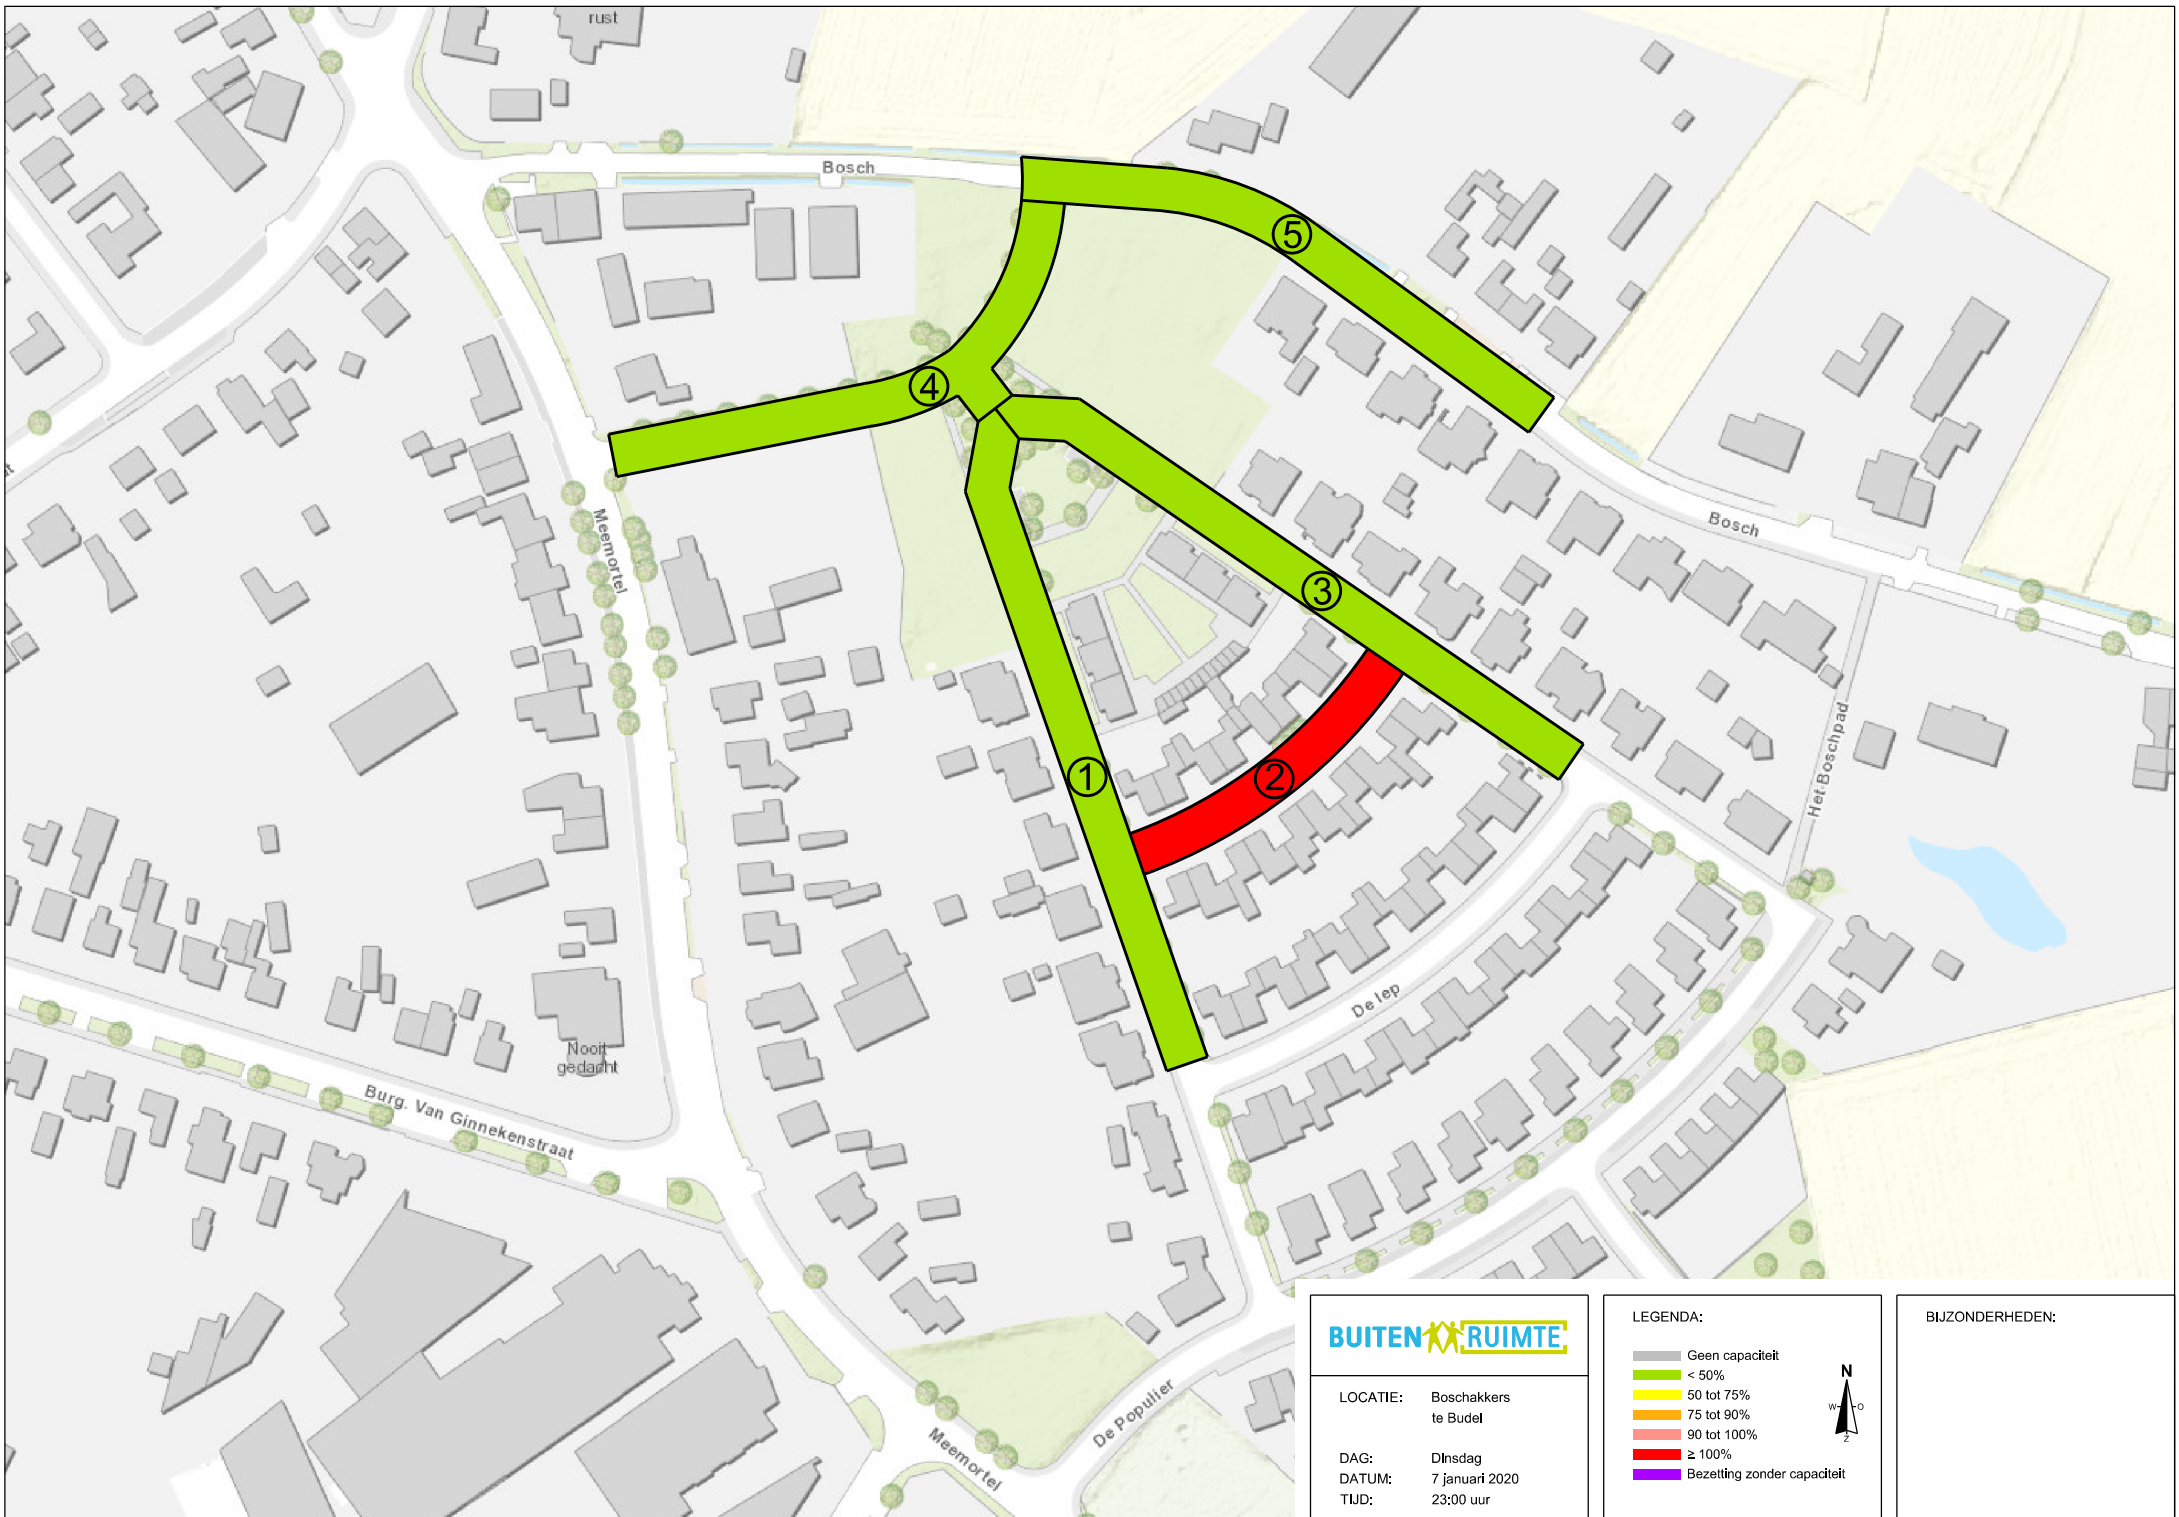 rust
Bosch
5
4
Meemortel
Bosch
3
Het Boschpad
1
2
De Iep
Nooit
gedacht
Burg. Van Ginnekenstraat
De Populier
Meemortel
BUITEN RUIMTE
LOCATIE: Boschakkers
te Budel
DAG: DInsdag
DATUM: 7 januari 2020
TIJD: 23:00 uur
LEGENDA:
Geen capaciteit
< 50%
50 tot 75%
75 tot 90%
90 tot 100%
≥ 100%
Bezetting zonder capaciteit
N
W O
Z
BIJZONDERHEDEN: